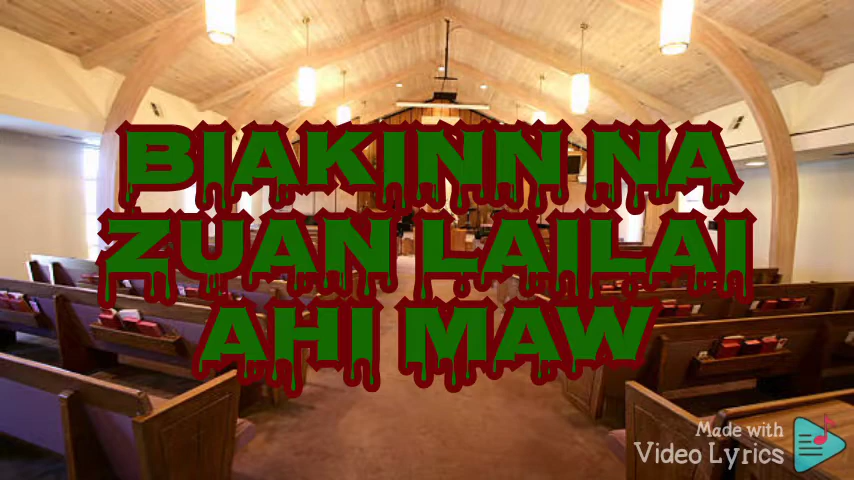 BIAKINN NA
ZUAN LAILAI
AHI MAW
Made with
Video Lyrics